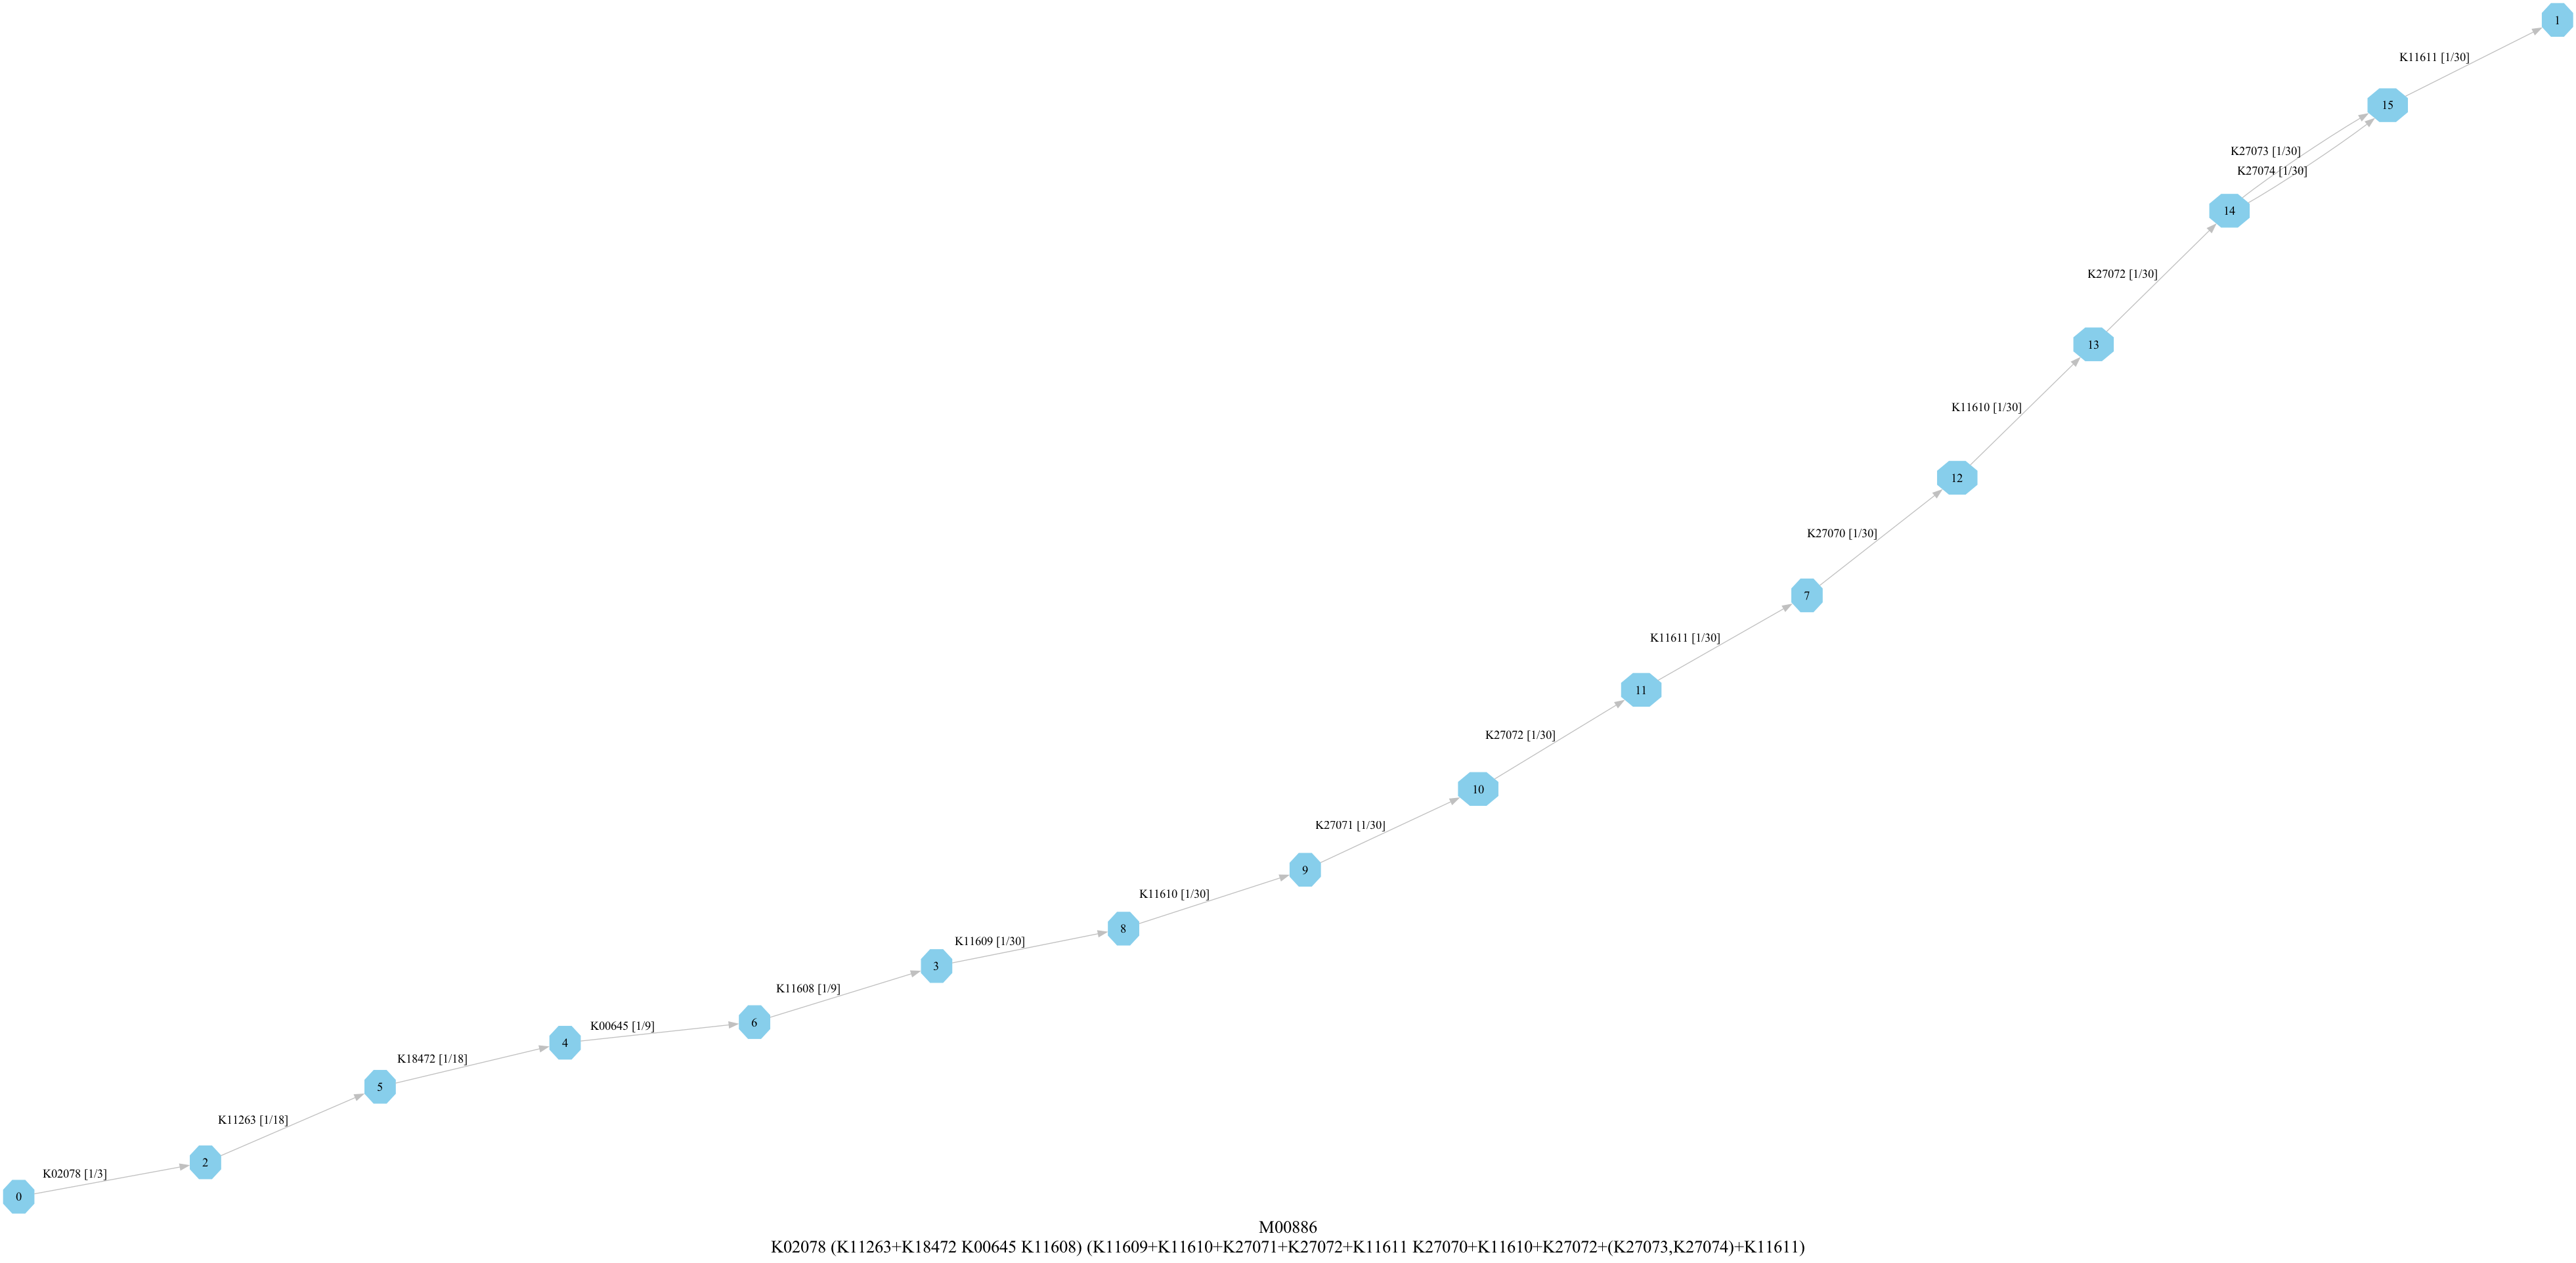 1
K11611 [1/30]
15
K27073 [1/30]
K27074 [1/30]
14
K27072 [1/30]
13
K11610 [1/30]
12
K27070 [1/30]
7
K11611 [1/30]
11
K27072 [1/30]
10
K27071 [1/30]
9
K11610 [1/30]
8
K11609 [1/30]
3
K11608 [1/9]
6
K00645 [1/9]
4
K18472 [1/18]
5
K11263 [1/18]
2
K02078 [1/3]
0
M00886
K02078 (K11263+K18472 K00645 K11608) (K11609+K11610+K27071+K27072+K11611 K27070+K11610+K27072+(K27073,K27074)+K11611)